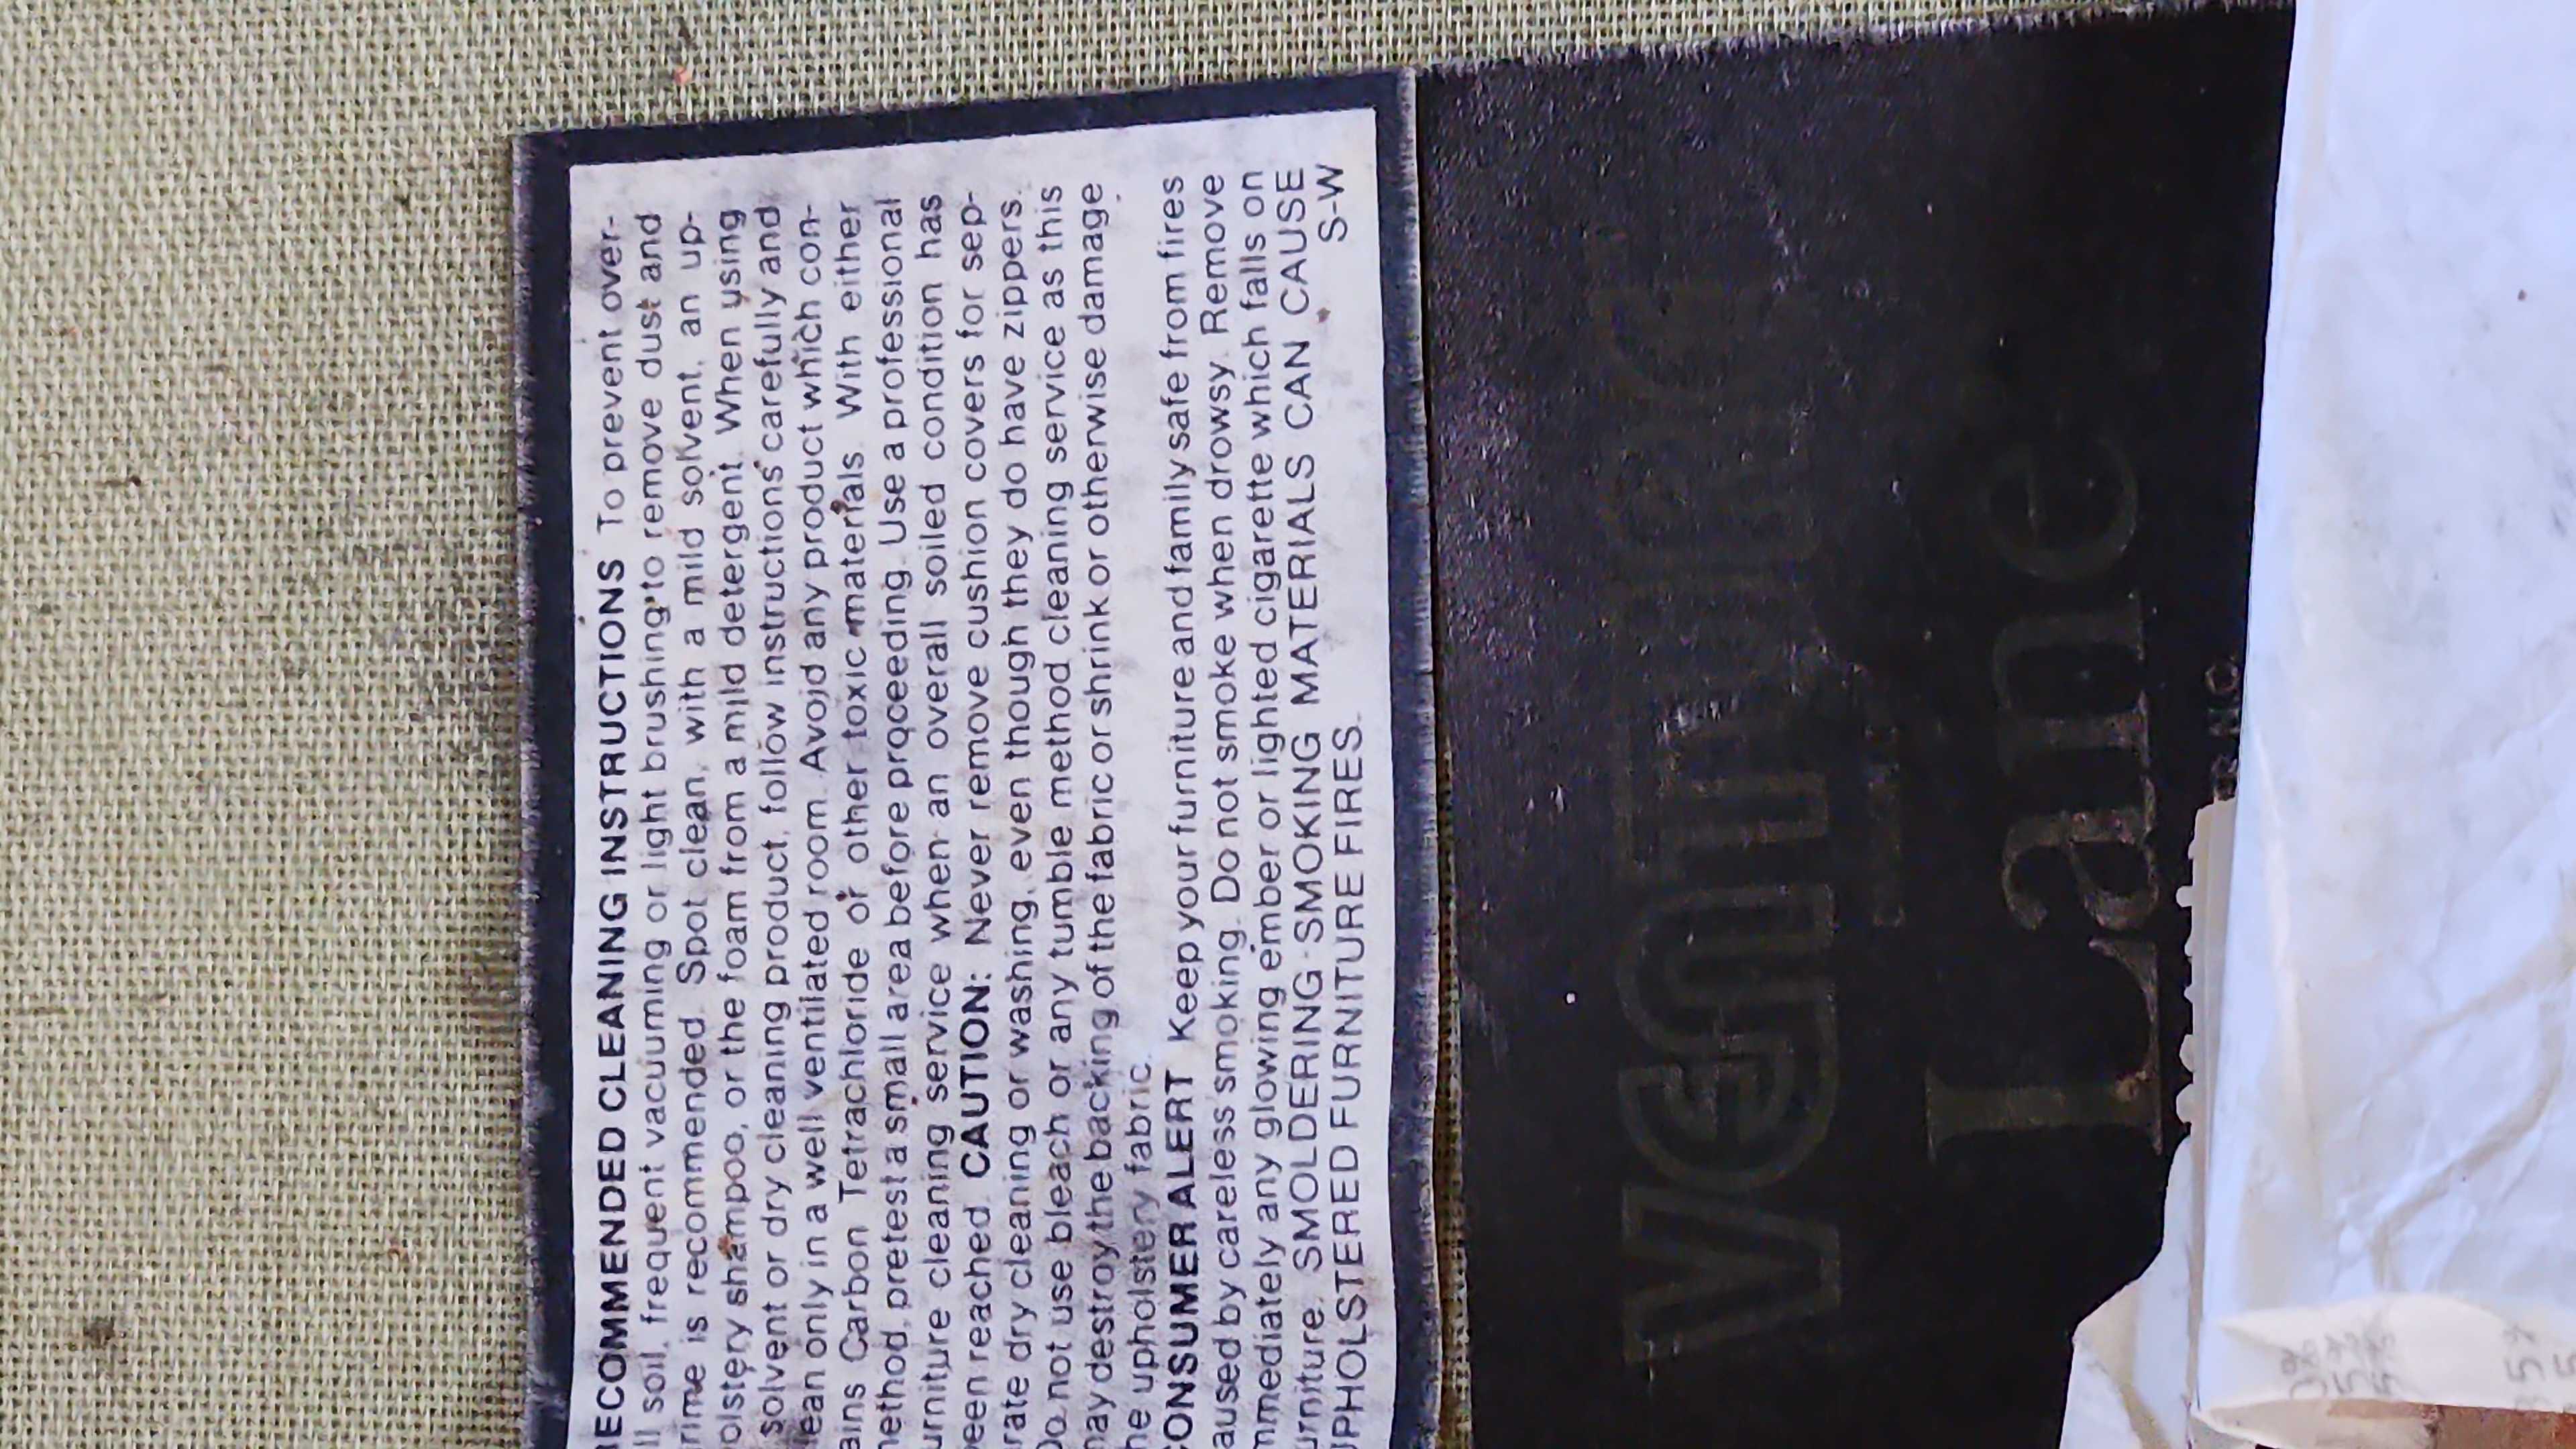 ECOMMENDED CLEANING INSTRUCTIONS To prevent over-
ll soil, frequent vacuuming or light brushing to remove dust and
rime is recommended. Spot clean, with a mild solvent, an up-
olstery shampoo, or the foam from a mild detergent. When using
solvent or dry cleaning product, follow instructions carefully and
lean only in a well ventilated room. Avoid any product which con-
ains Carbon Tetrachloride or other toxic materials. With either
ethod, pretest a small area before proceeding. Use a professional
urniture cleaning service when an overall soiled condition has
een reached. CAUTION: Never remove cushion covers for sep-
rate dry cleaning or washing, even though they do have zippers.
Do not use bleach or any tumble method cleaning service as this
ay destroy the backing of the fabric or shrink or otherwise damage
he upholstery fabric.
CONSUMER ALERT Keep your furniture and family safe from fires
aused by careless smoking. Do not smoke when drowsy. Remove
mmediately any glowing ember or lighted cigarette which falls on
urniture. SMOLDERING SMOKING MATERIALS CAN CAUSE
UPHOLSTERED FURNITURE FIRES. S-W
venture
Lane